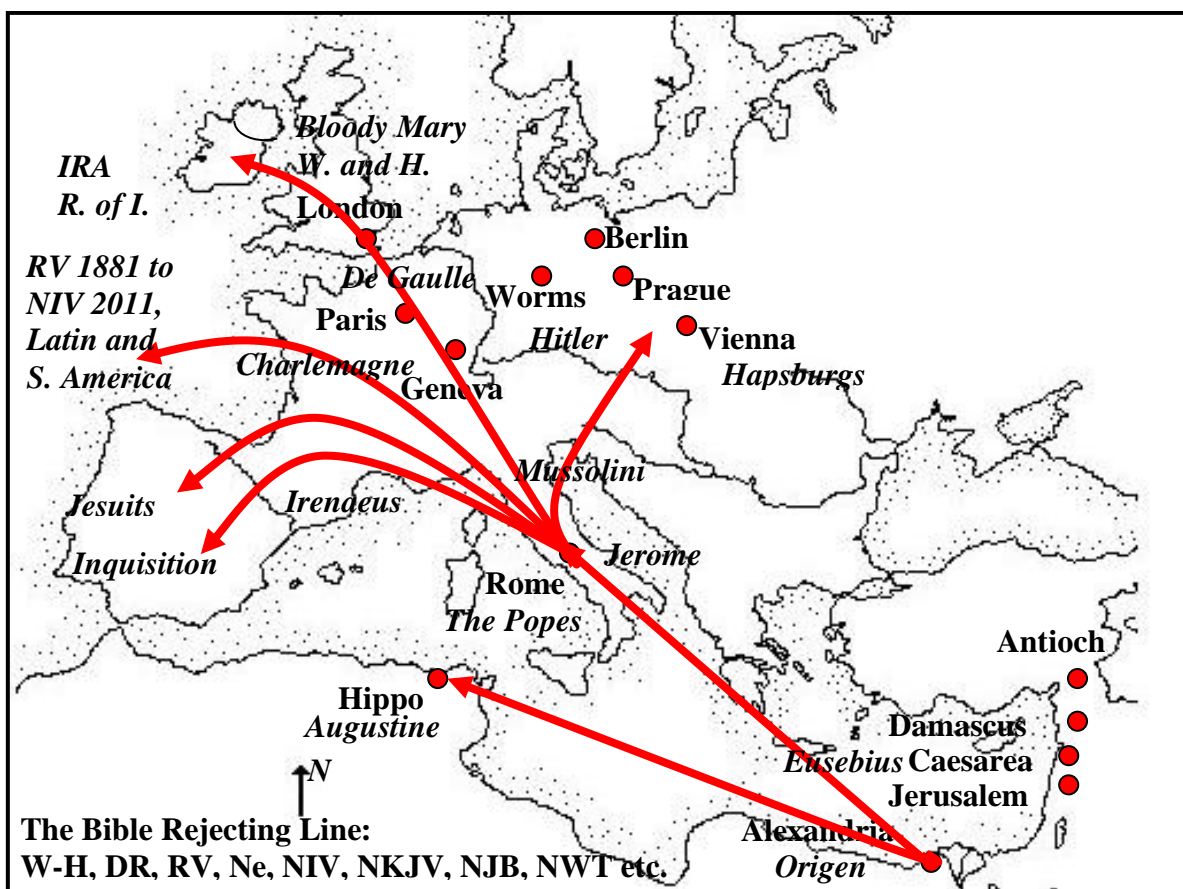 Bloody Mary
W. and H.
London
IRA
R. of I.
RV 1881 to
NIV 2011,
Latin and
S. America
De Gaulle
Paris
Charlemagne
Geneva
Berlin
Worms
Prague
Hitler
Vienna
Hapsburgs
Mussolini
Jesuits
Irenaeus
Inquisition
Jerome
Rome
The Popes
Antioch
Hippo
Augustine
Damascus
Eusebius Caesarea
Jerusalem
N
Alexandria
Origen
The Bible Rejecting Line:
W-H, DR, RV, Ne, NIV, NKJV, NJB, NWT etc.